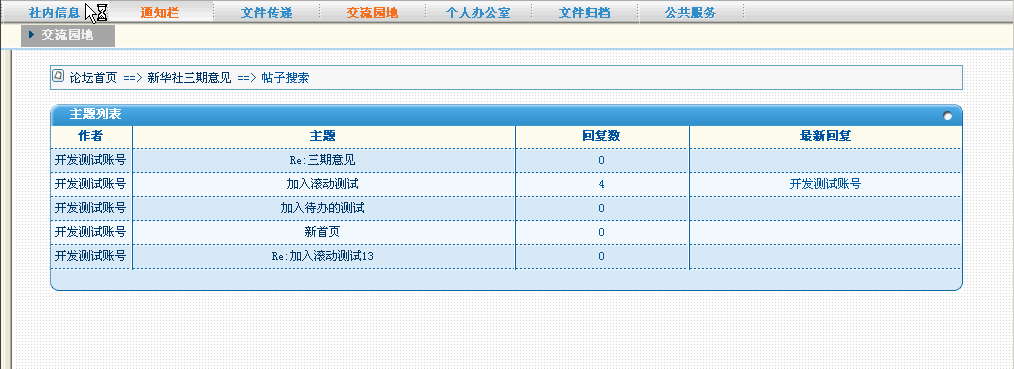 社内信息 通知栏 文件传递 交流园地 个人办公室 文件归档 公共服务
交流园地
论坛首页 ==> 新华社三期意见 ==> 帖子搜索
主题列表
作者 主题 回复数 最新回复
开发测试账号 Re:三期意见 0
开发测试账号 加入滚动测试 4 开发测试账号
开发测试账号 加入待办的测试 0
开发测试账号 新首页 0
开发测试账号 Re:加入滚动测试13 0